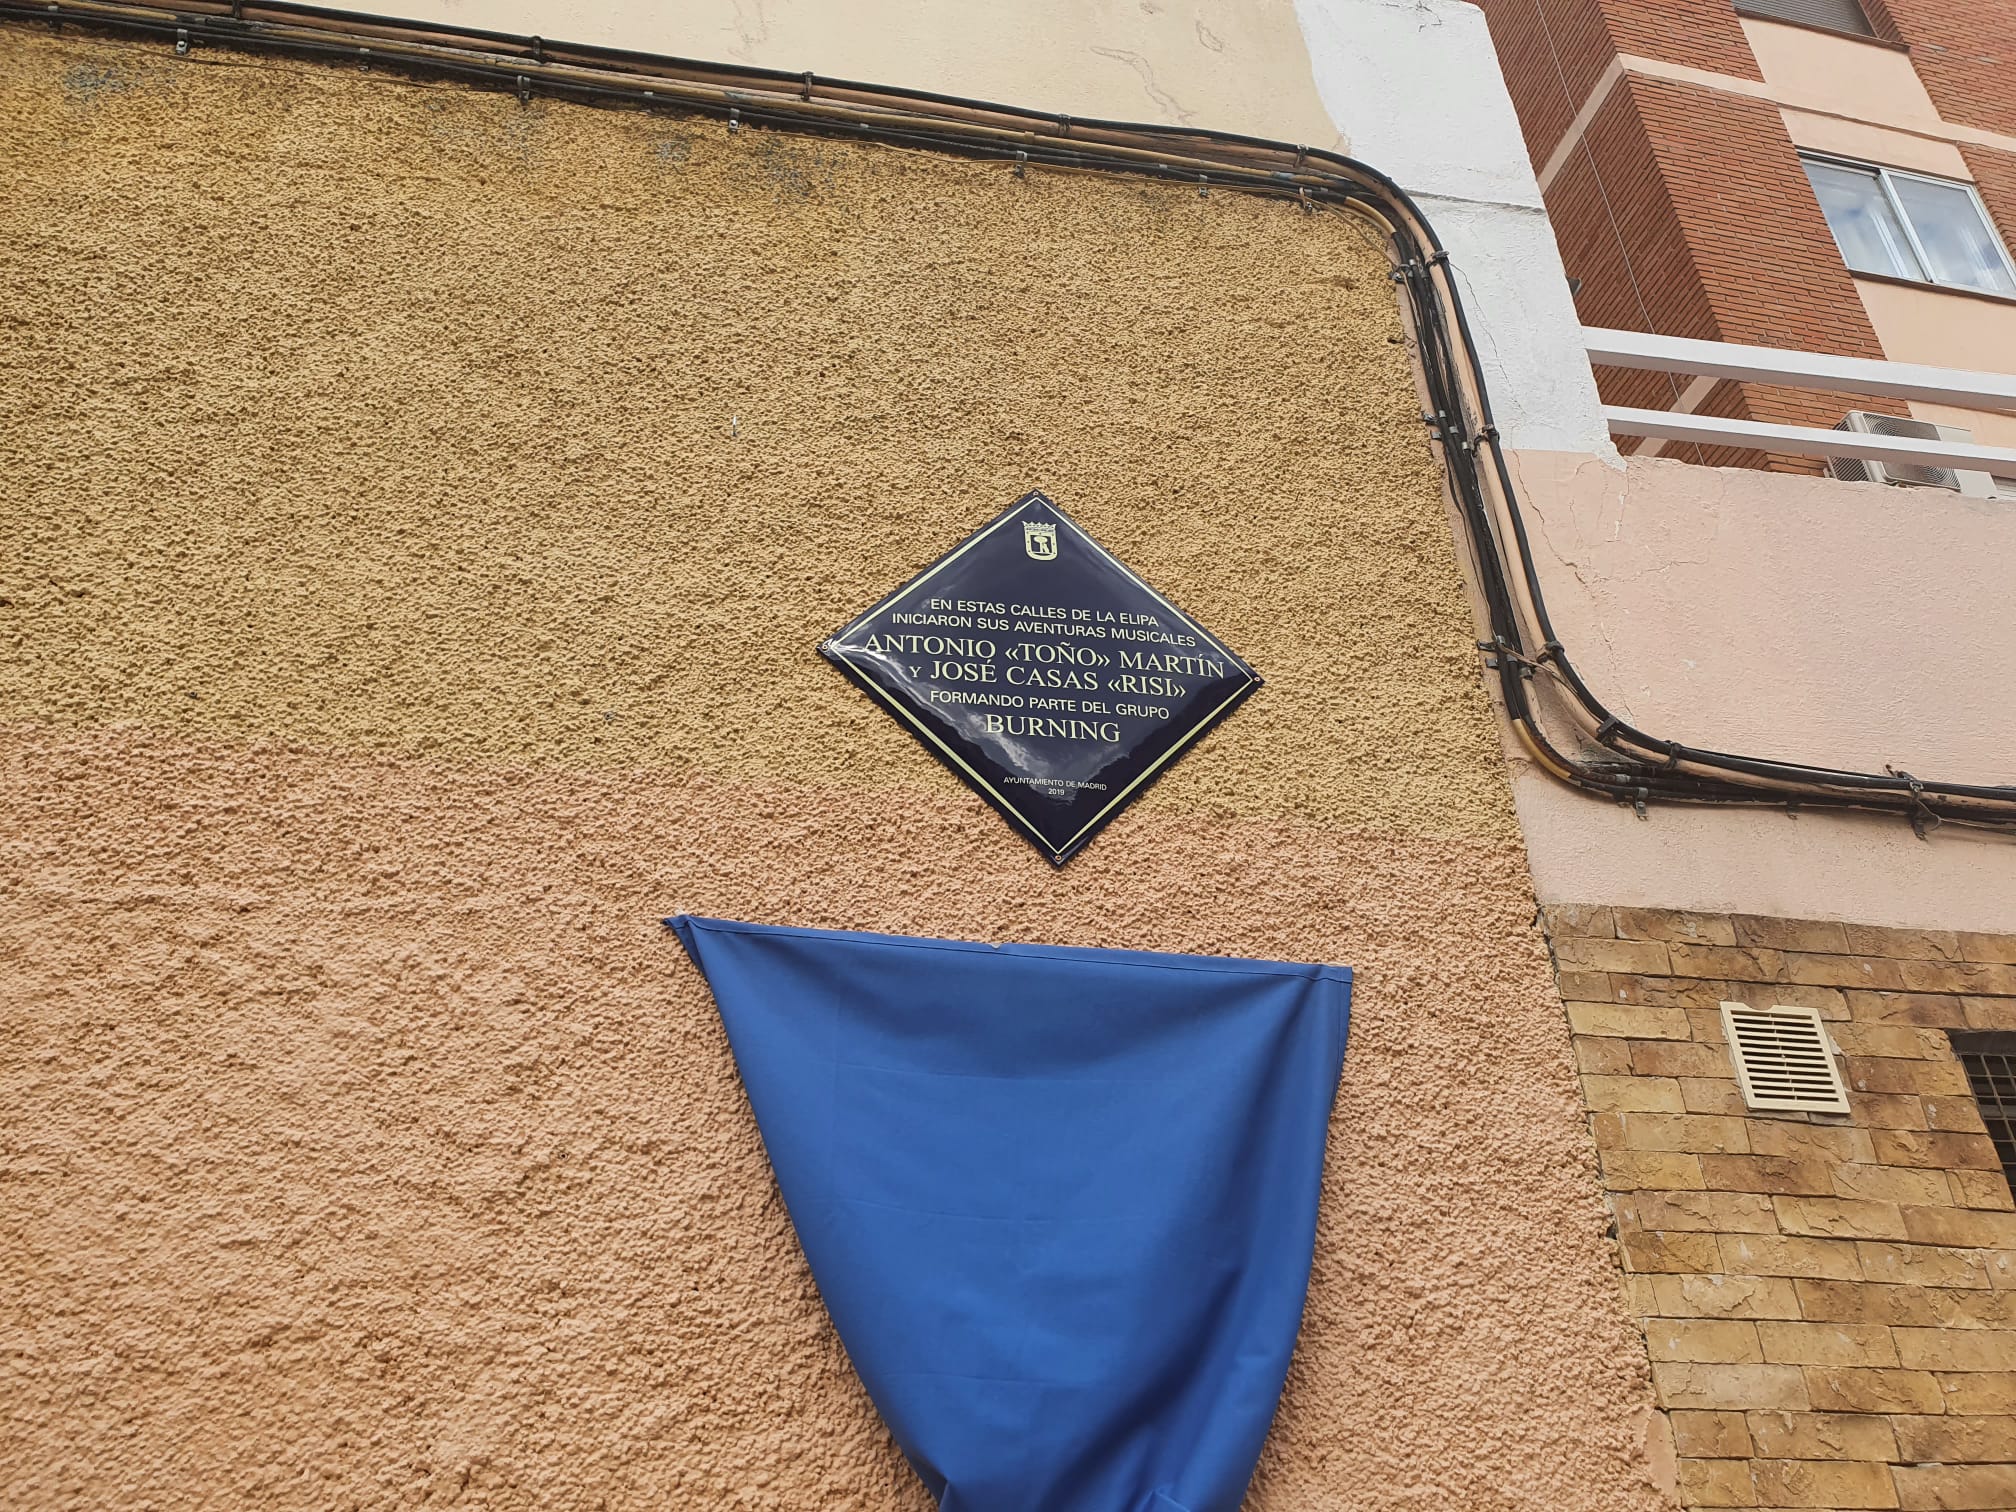 EN ESTAS CALLES DE LA ELIPA
INICIARON SUS AVENTURAS MUSICALES
ANTONIO «TOÑO» MARTÍN
Y JOSÉ CASAS «RISI»
FORMANDO PARTE DEL GRUPO
BURNING
AYUNTAMIENTO DE MADRID
2019